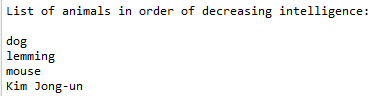 List of animals in order of decreasing intelligence:
dog
lemming
mouse
Kim Jong-un